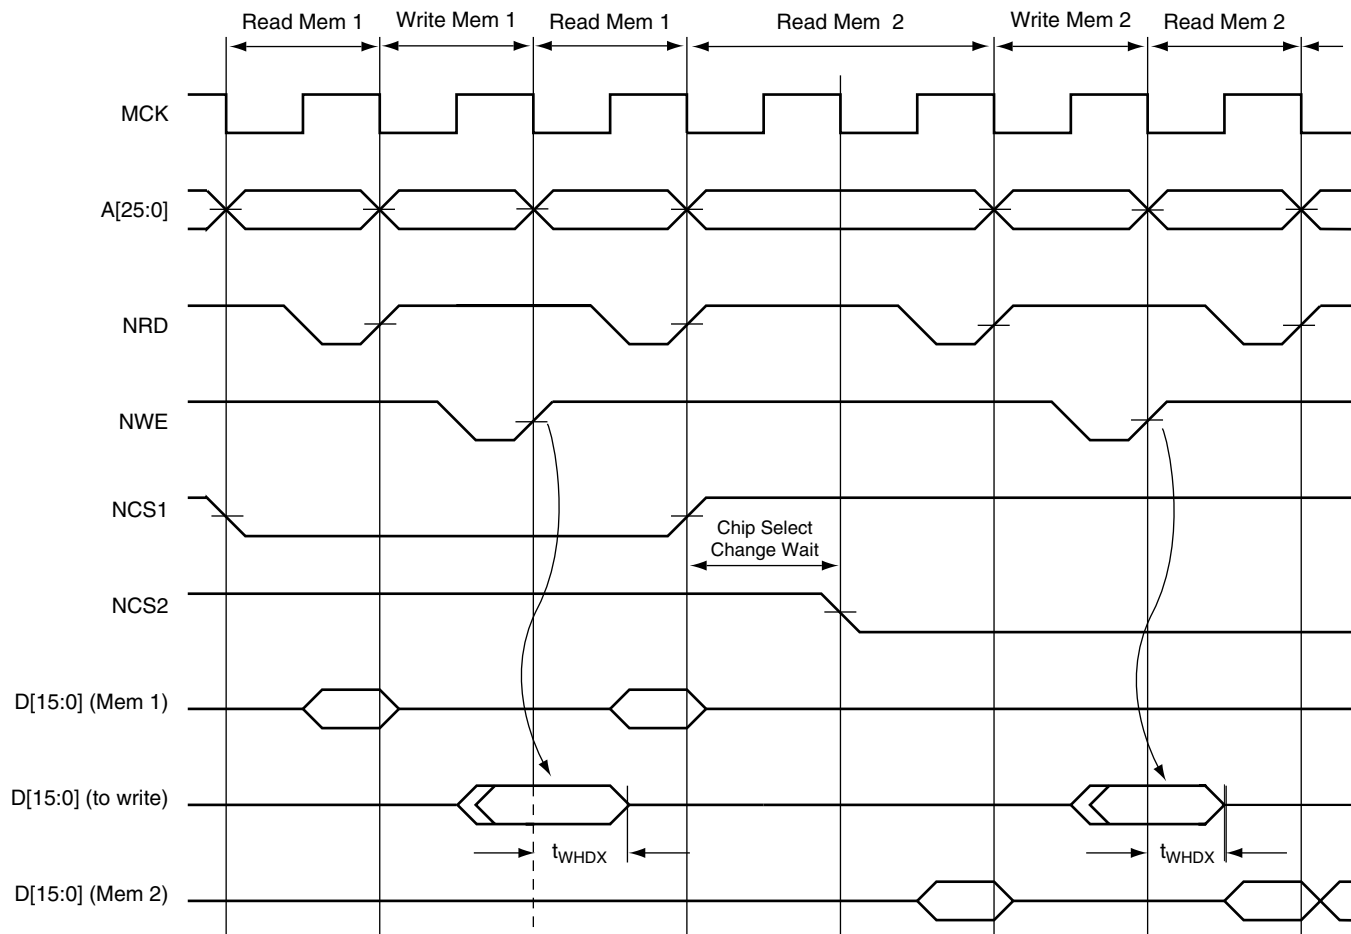 Read Mem 1
Write Mem 1
Read Mem 1
Read Mem  2
Write Mem 2
Read Mem 2
MCK
A[25:0]
NRD
NWE
NCS1
Chip Select
Change Wait
NCS2
D[15:0] (Mem 1)
D[15:0] (to write)
tWHDX
tWHDX
D[15:0] (Mem 2)